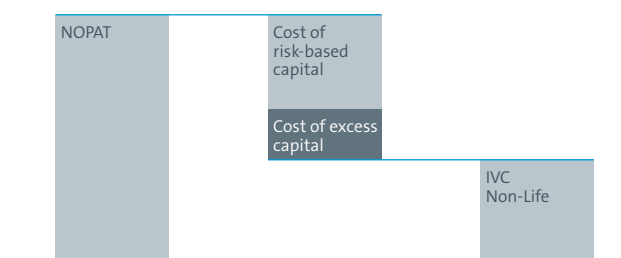 NOPAT
Cost of
risk-based
capital
Cost of excess
capital
IVC
Non-Life